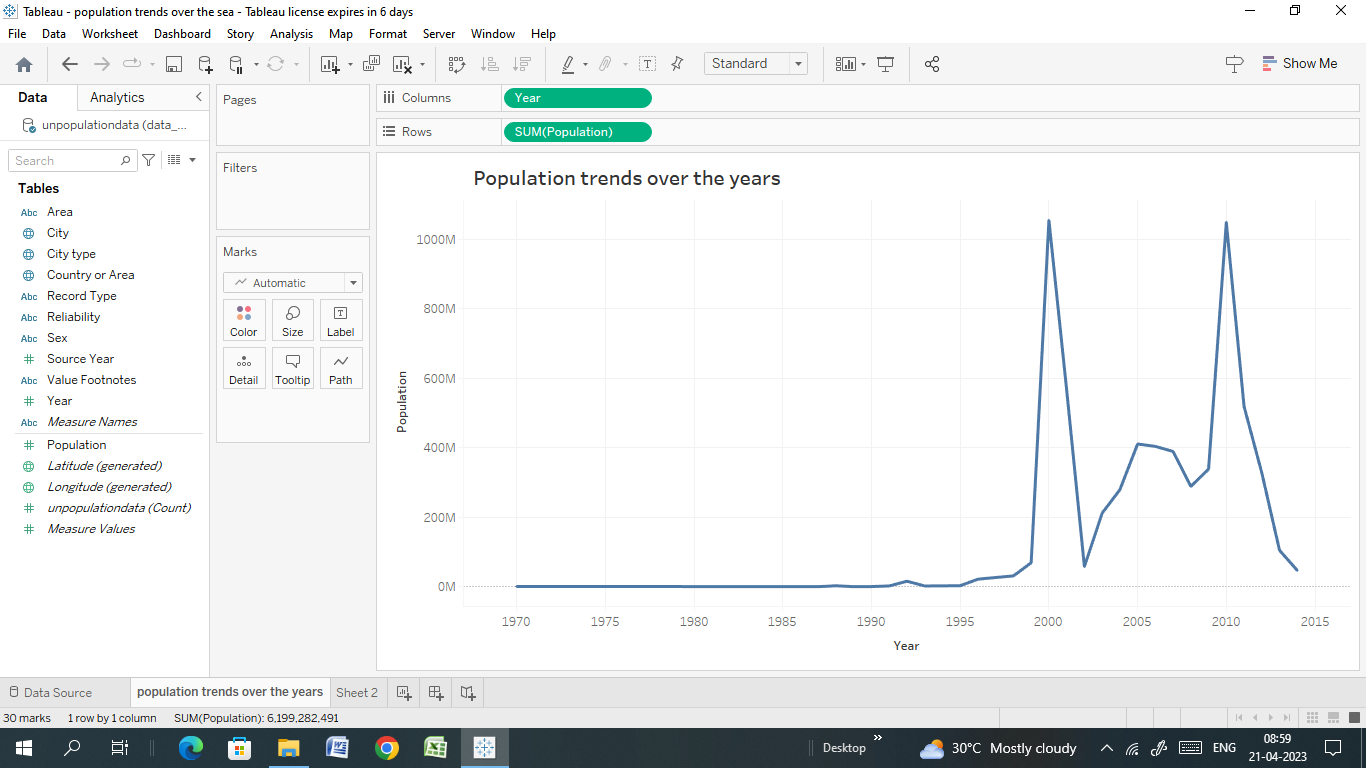 Tableau - population trends over the sea - Tableau license expires in 6 days
File Data Worksheet Dashboard Story Analysis Map Format Server Window Help
Standard
Show Me
Data Analytics
unpopulationdata (data_...
Search
Tables
Abc Area
City
City type
Country or Area
Abc Record Type
Abc Reliability
Abc Sex
Source Year
Abc Value Footnotes
Year
Abc Measure Names
Population
Latitude (generated)
Longitude (generated)
unpopulationdata (Count)
Measure Values
Pages
Filters
Marks
Automatic
Color Size Label
Detail Tooltip Path
Columns Year
Rows SUM(Population)
Population trends over the years
Population
1000M
800M
600M
400M
200M
0M
1970 1975 1980 1985 1990 1995 2000 2005 2010 2015
Year
Data Source population trends over the years Sheet 2
30 marks 1 row by 1 column SUM(Population): 6,199,282,491
Desktop 30°C Mostly cloudy ENG 08:59
21-04-2023